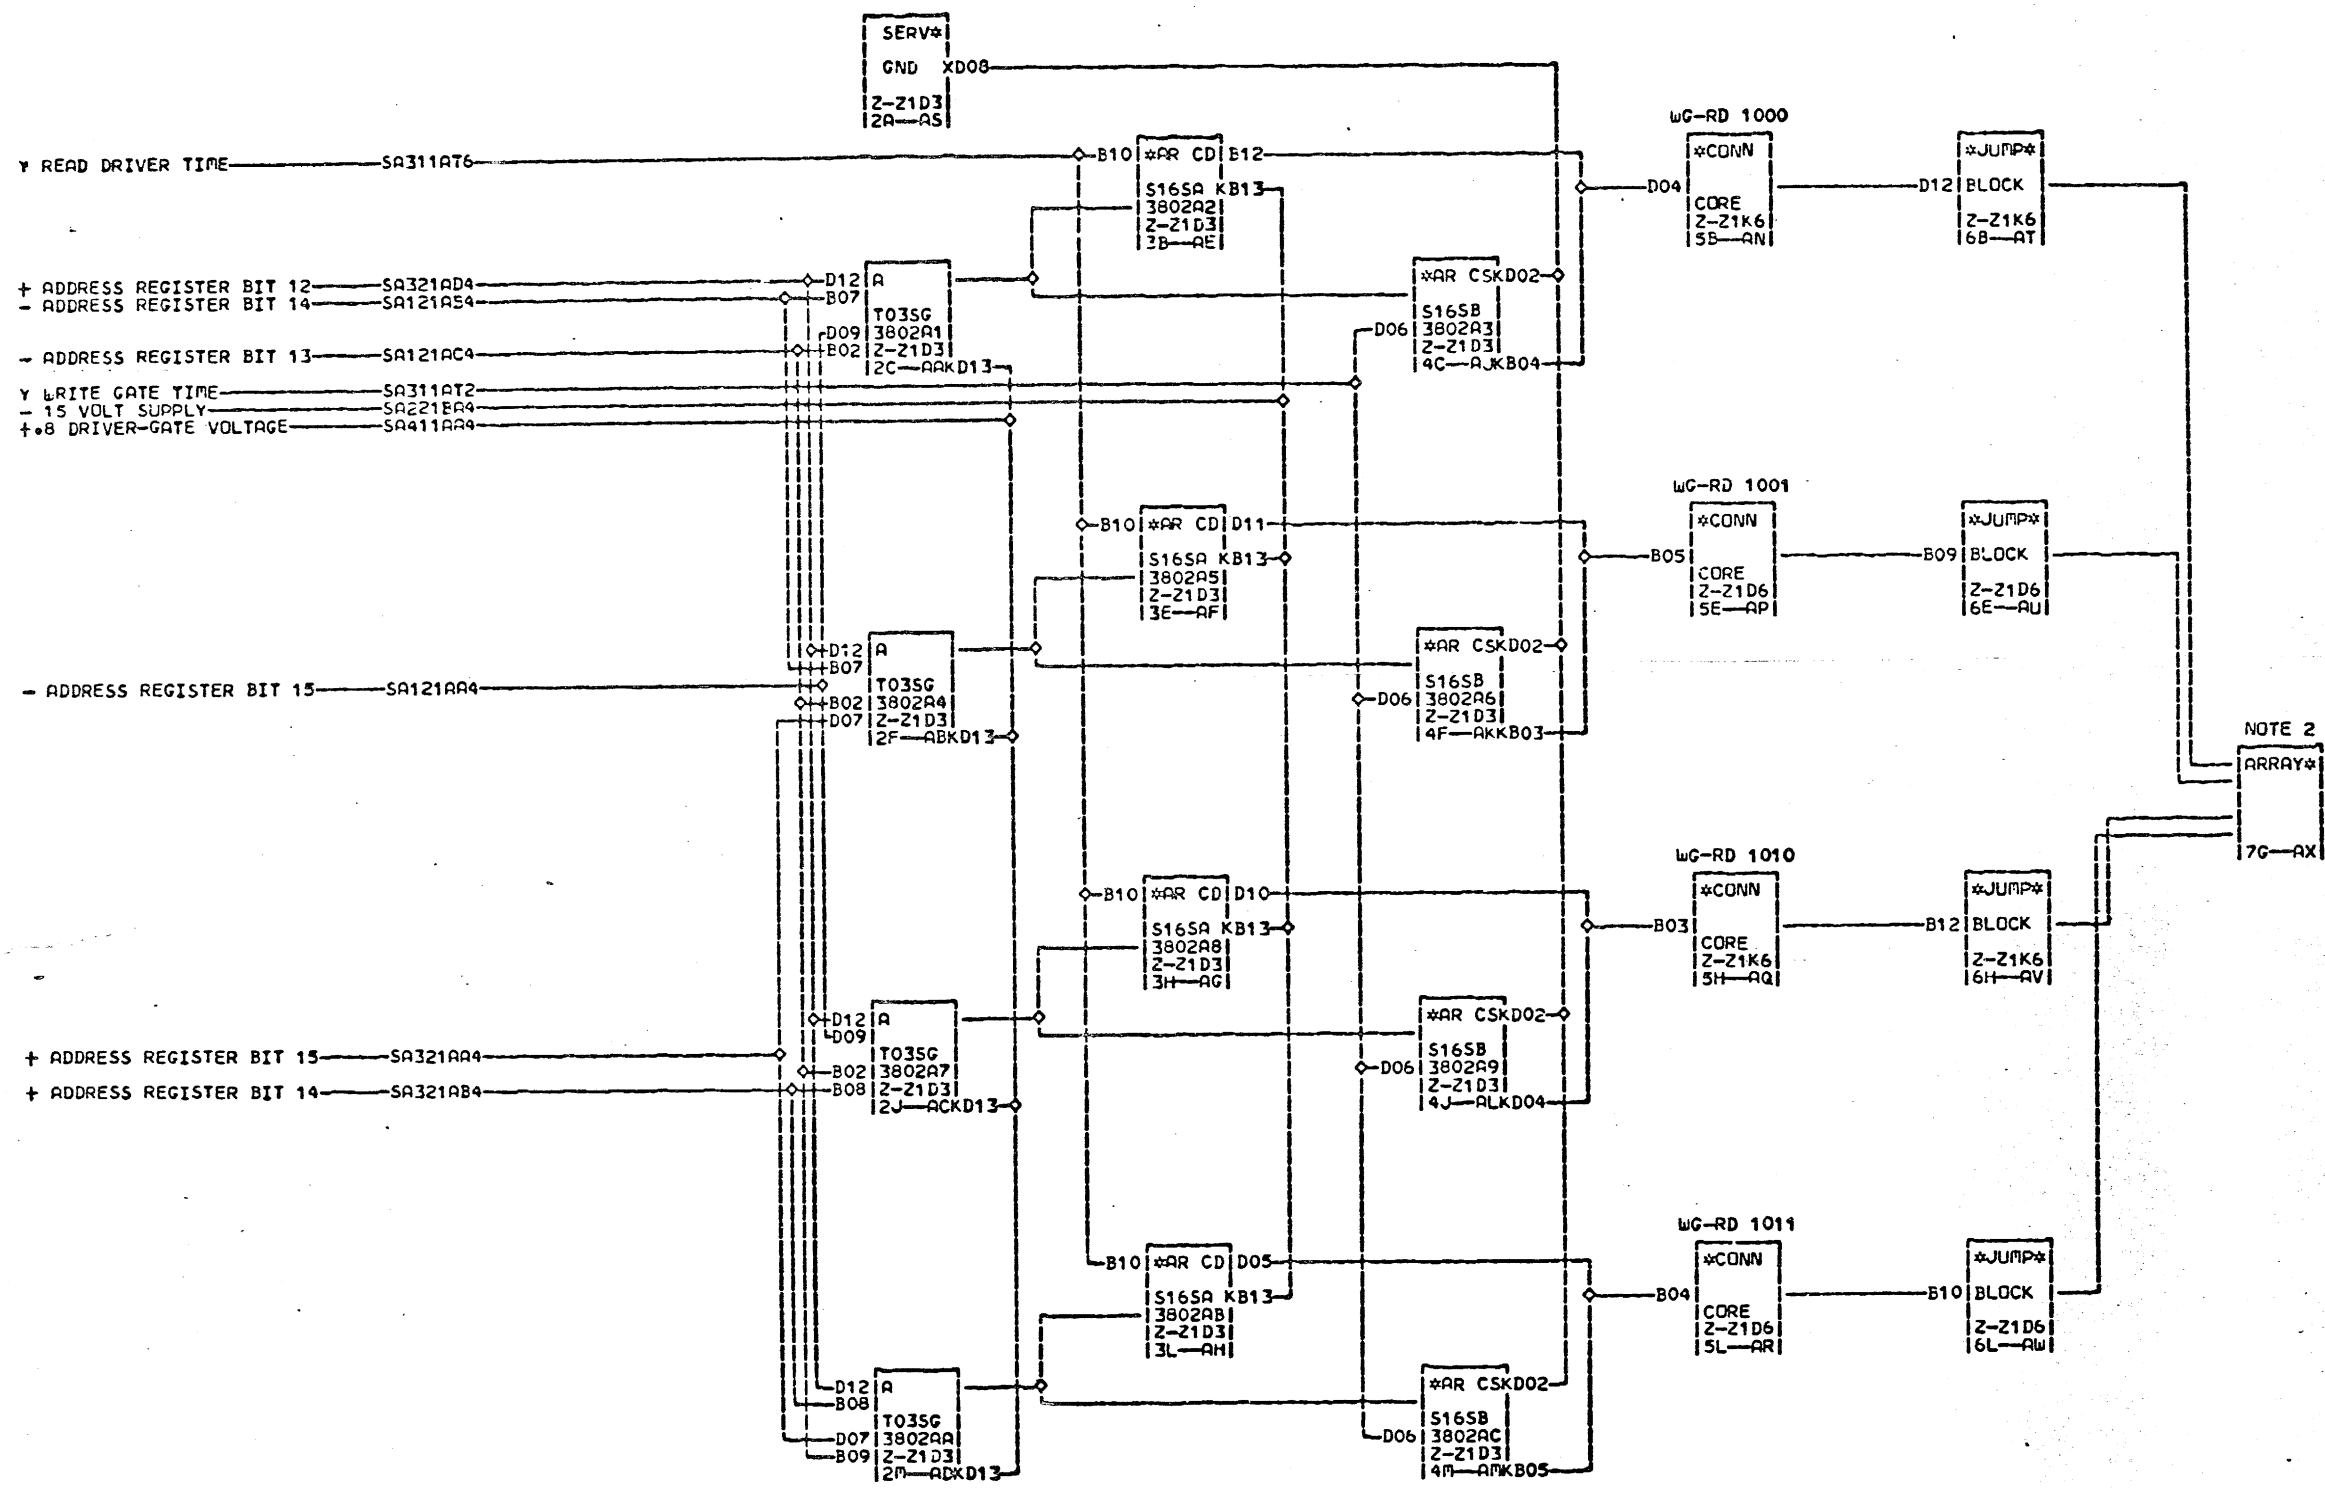 SERV*
GND XD08
Z-Z1D3
2A—AS
Y READ DRIVER TIME—SA311AT6
B10 *AR CD B12
S16SA KB13
3802A2
Z-Z1D3
3B—AE
WG-RD 1000
D04 *CONN
CORE
Z-Z1K6
5B—AN
*JUMP*
D12 BLOCK
Z-Z1K6
6B—AT
+ ADDRESS REGISTER BIT 12—SA321AD4
- ADDRESS REGISTER BIT 14—SA121AS4
- ADDRESS REGISTER BIT 13—SA121AC4
Y WRITE GATE TIME—SA311AT2
- 15 VOLT SUPPLY—SA221BA4
+.8 DRIVER-GATE VOLTAGE—SA411AA4
D12 A
B07
T03SG
D09 3802A1
B02 Z-Z1D3
2C—AAKD13
*AR CSKD02
S16SB
D06 3802A3
Z-Z1D3
4C—AJKB04
B10 *AR CD D11
S16SA KB13
3802A5
Z-Z1D3
3E—AF
WG-RD 1001
*CONN
B05
CORE
Z-Z1D6
5E—AP
*JUMP*
B09 BLOCK
Z-Z1D6
6E—AU
- ADDRESS REGISTER BIT 15—SA121AA4
D12 A
B07
T03SG
B02 3802A4
D07 Z-Z1D3
2F—ABKD13
*AR CSKD02
S16SB
D06 3802A6
Z-Z1D3
4F—AKKB03
NOTE 2
ARRAY*
7G—AX
B10 *AR CD D10
S16SA KB13
3802A8
Z-Z1D3
3H—AG
WG-RD 1010
*CONN
B03
CORE
Z-Z1K6
5H—AQ
*JUMP*
B12 BLOCK
Z-Z1K6
6H—AV
+ ADDRESS REGISTER BIT 15—SA321AA4
+ ADDRESS REGISTER BIT 14—SA321AB4
D12 A
D09
T03SG
B02 3802A7
B08 Z-Z1D3
2J—ACKD13
*AR CSKD02
S16SB
D06 3802A9
Z-Z1D3
4J—ALKD04
B10 *AR CD D05
S16SA KB13
3802AB
Z-Z1D3
3L—AH
WG-RD 1011
*CONN
B04
CORE
Z-Z1D6
5L—AR
*JUMP*
B10 BLOCK
Z-Z1D6
6L—AW
D12 A
B08
T03SG
D07 3802AA
B09 Z-Z1D3
2M—ADKD13
*AR CSKD02
S16SB
D06 3802AC
Z-Z1D3
4M—AMKB05